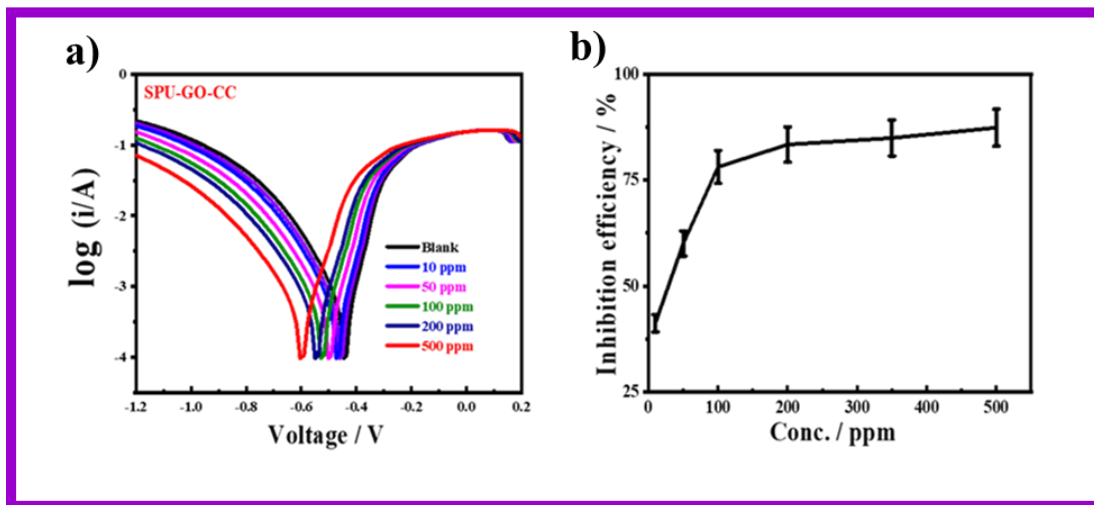 a)
SPU-GO-CC
log (i/A)
0
-1
-2
-3
-4
Blank
10 ppm
50 ppm
100 ppm
200 ppm
500 ppm
-1.2 -1.0 -0.8 -0.6 -0.4 -0.2 0.0 0.2
Voltage / V
b)
Inhibition efficiency / %
100
75
50
25
0 100 200 300 400 500
Conc. / ppm